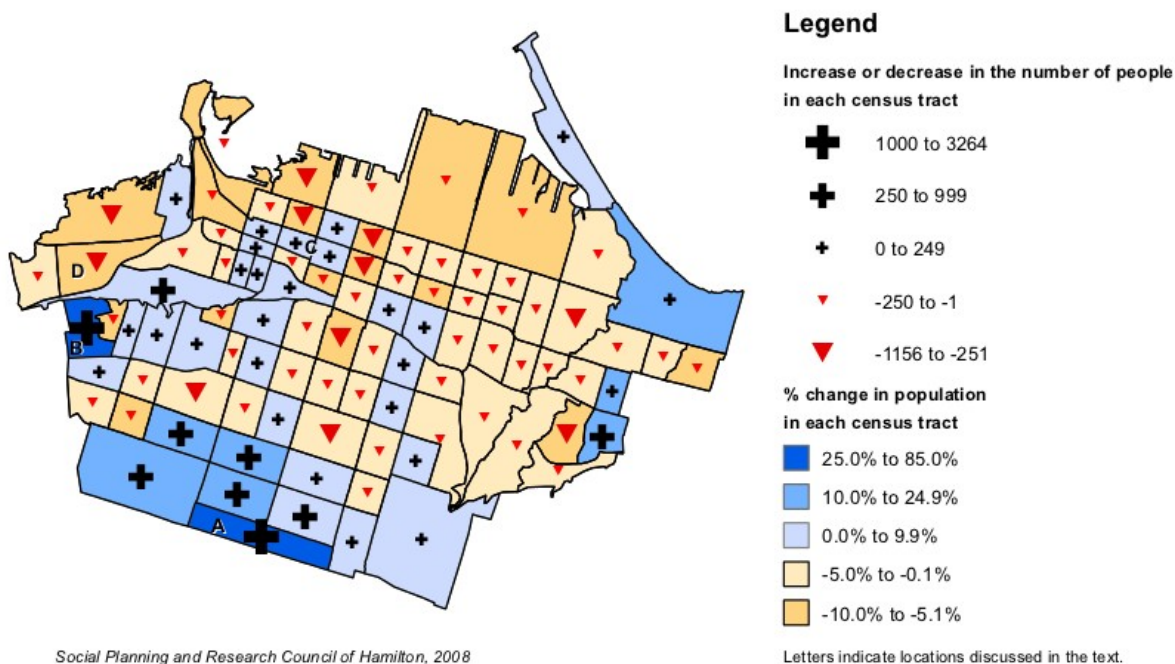 Legend
Increase or decrease in the number of people
in each census tract
1000 to 3264
250 to 999
0 to 249
-250 to -1
-1156 to -251
% change in population
in each census tract
25.0% to 85.0%
10.0% to 24.9%
0.0% to 9.9%
-5.0% to -0.1%
-10.0% to -5.1%
Letters indicate locations discussed in the text.
C
D
B
A
Social Planning and Research Council of Hamilton, 2008